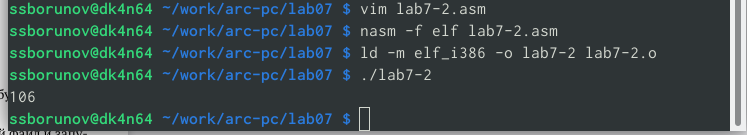 ssborunov@dk4n64 ~/work/arc-pc/lab07 $ vim lab7-2.asm
ssborunov@dk4n64 ~/work/arc-pc/lab07 $ nasm -f elf lab7-2.asm
ssborunov@dk4n64 ~/work/arc-pc/lab07 $ ld -m elf_i386 -o lab7-2 lab7-2.o
ssborunov@dk4n64 ~/work/arc-pc/lab07 $ ./lab7-2
106
ssborunov@dk4n64 ~/work/arc-pc/lab07 $